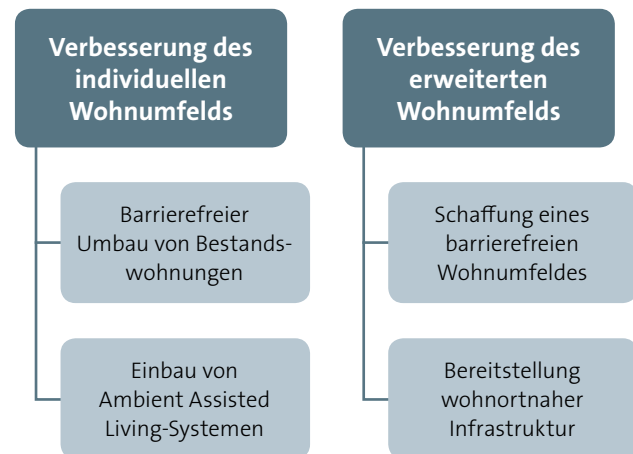 Verbesserung des
individuellen
Wohnumfelds
Barrierefreier
Umbau von Bestands-
wohnungen
Einbau von
Ambient Assisted
Living-Systemen
Verbesserung des
erweiterten
Wohnumfelds
Schaffung eines
barrierefreien
Wohnumfeldes
Bereitstellung
wohnortnaher
Infrastruktur